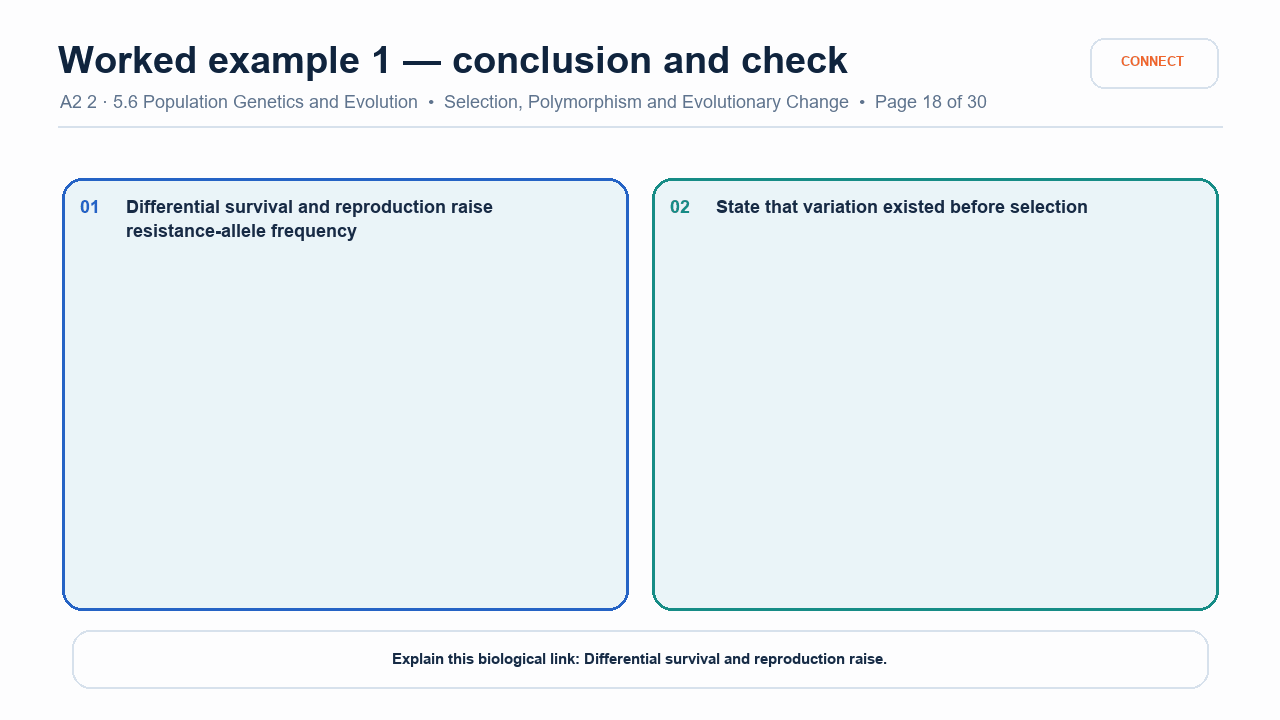 Worked example 1 — conclusion and check
CONNECT
A2 2 · 5.6 Population Genetics and Evolution • Selection, Polymorphism and Evolutionary Change • Page 18 of 30
01 Differential survival and reproduction raise
resistance-allele frequency
02 State that variation existed before selection
Explain this biological link: Differential survival and reproduction raise.